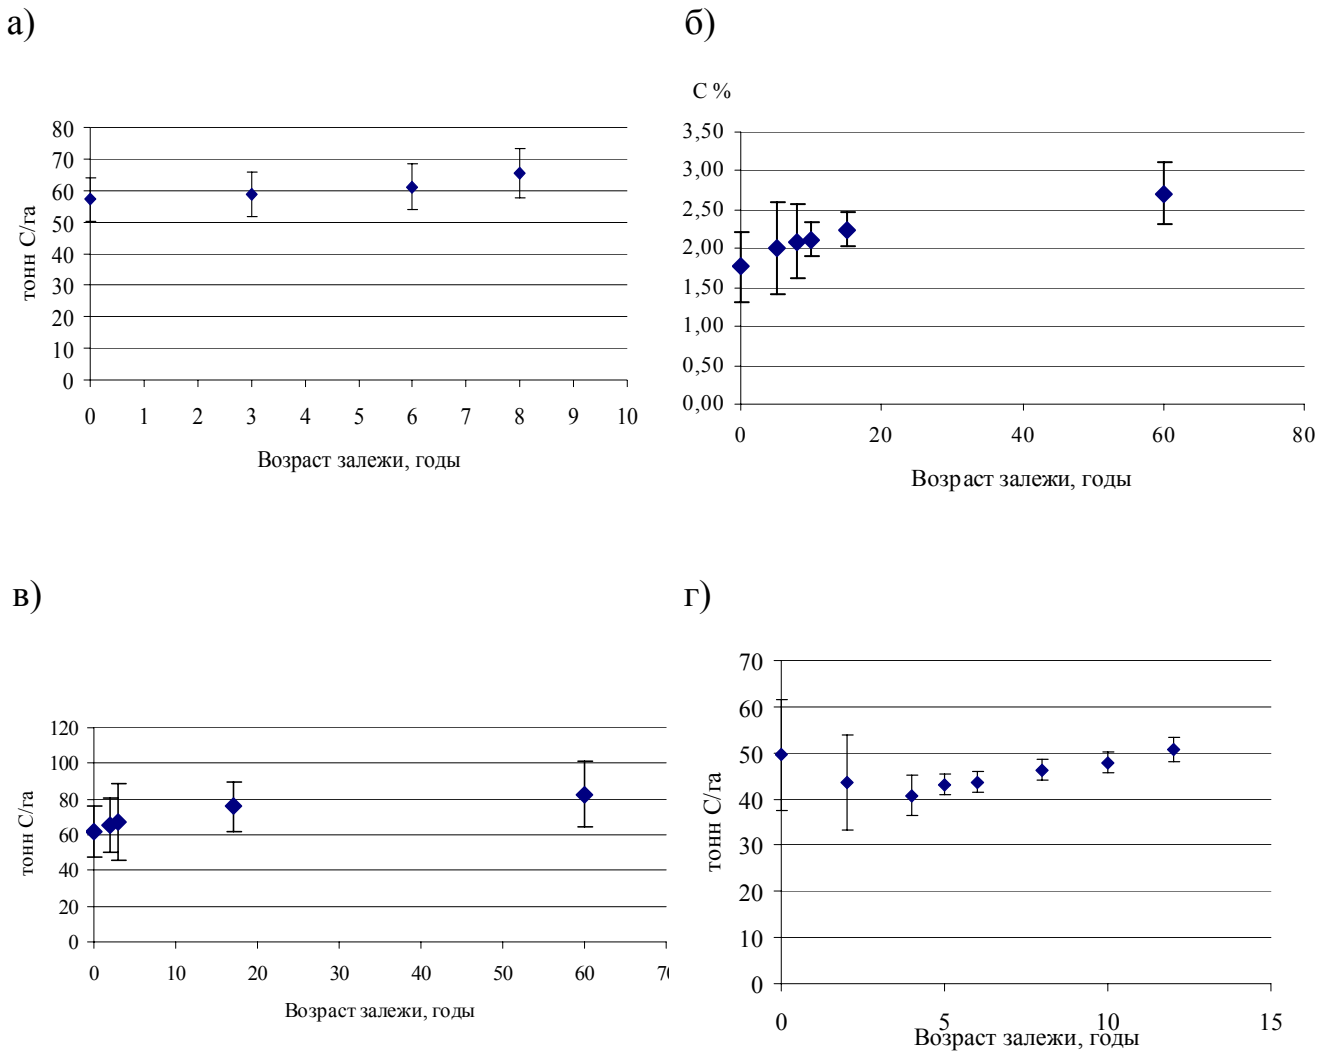 а)
80
70
60
50
40
30
20
10
0
тонн С/га
0 1 2 3 4 5 6 7 8 9 10
Возраст залежи, годы
б)
С %
3,50
3,00
2,50
2,00
1,50
1,00
0,50
0,00
0 20 40 60 80
Возраст залежи, годы
в)
120
100
80
60
40
20
0
тонн С/га
0 10 20 30 40 50 60 70
Возраст залежи, годы
г)
70
60
50
40
30
20
10
0
тонн С/га
0 5 10 15
Возраст залежи, годы